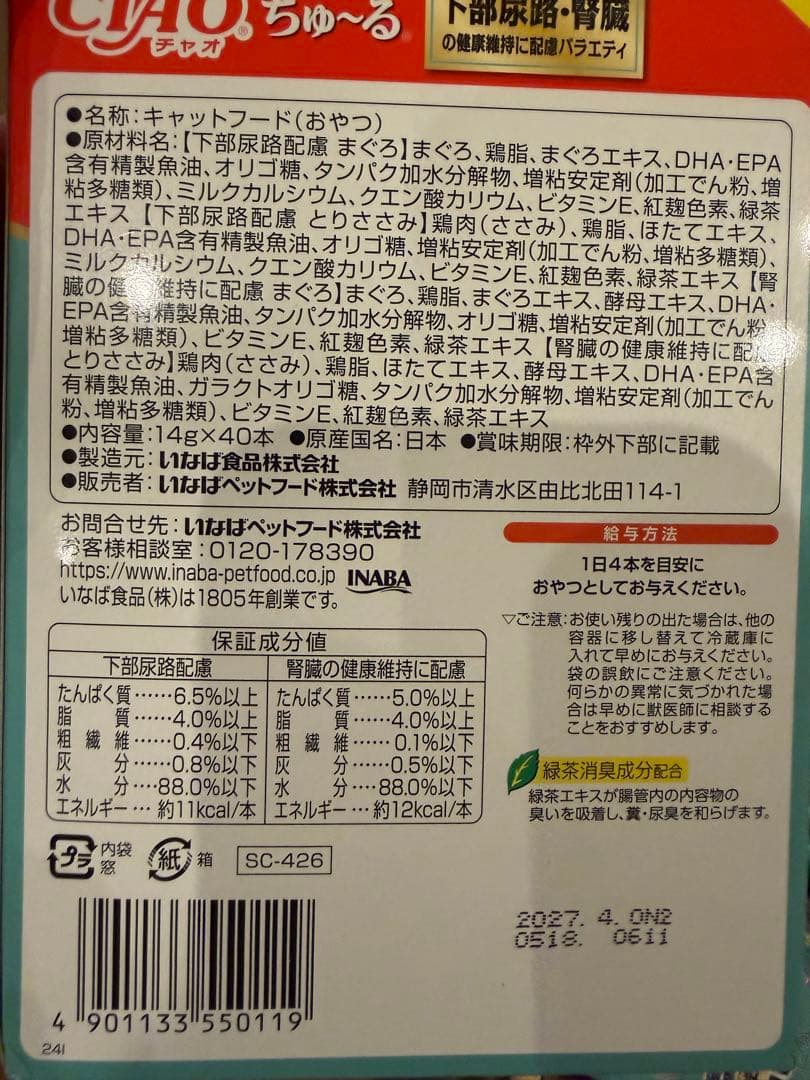 CIAO® ちゅ〜る
チャオ
下部尿路・腎臓
の健康維持に配慮バラエティ
●名称:キャットフード(おやつ)
●原材料名:【下部尿路配慮 まぐろ】まぐろ、鶏脂、まぐろエキス、DHA・EPA
含有精製魚油、オリゴ糖、タンパク加水分解物、増粘安定剤(加工でん粉、増
粘多糖類)、ミルクカルシウム、クエン酸カリウム、ビタミンE、紅麹色素、緑茶
エキス【下部尿路配慮 とりささみ】鶏肉(ささみ)、鶏脂、ほたてエキス、
DHA・EPA含有精製魚油、オリゴ糖、増粘安定剤(加工でん粉、増粘多糖類)、
ミルクカルシウム、クエン酸カリウム、ビタミンE、紅麹色素、緑茶エキス【腎
臓の健康維持に配慮 まぐろ】まぐろ、鶏脂、まぐろエキス、酵母エキス、DHA・
EPA含有精製魚油、タンパク加水分解物、オリゴ糖、増粘安定剤(加工でん粉、
増粘多糖類)、ビタミンE、紅麹色素、緑茶エキス【腎臓の健康維持に配慮
とりささみ】鶏肉(ささみ)、鶏脂、ほたてエキス、酵母エキス、DHA・EPA含
有精製魚油、ガラクトオリゴ糖、タンパク加水分解物、増粘安定剤(加工でん
粉、増粘多糖類)、ビタミンE、紅麹色素、緑茶エキス
●内容量:14g×40本 ●原産国名:日本 ●賞味期限:枠外下部に記載
●製造元:いなば食品株式会社
●販売者:いなばペットフード株式会社 静岡市清水区由比北田114-1
お問合せ先:いなばペットフード株式会社
お客様相談室:0120-178390
https://www.inaba-petfood.co.jp INABA
いなば食品(株)は1805年創業です。
給与方法
1日4本を目安に
おやつとしてお与えください。
▽ご注意:お使い残りの出た場合は、他の
容器に移し替えて冷蔵庫に
入れて早めにお与えください。
袋の誤飲にご注意ください。
何らかの異常に気づかれた場
合は早めに獣医師に相談する
ことをおすすめします。
保証成分値
下部尿路配慮 腎臓の健康維持に配慮
たんぱく質……6.5%以上 たんぱく質……5.0%以上
脂質……4.0%以上 脂質……4.0%以上
粗繊維……0.4%以下 粗繊維……0.1%以下
灰分……0.8%以下 灰分……0.5%以下
水分…88.0%以下 水分…88.0%以下
エネルギー…約11kcal/本 エネルギー…約12kcal/本
緑茶消臭成分配合
緑茶エキスが腸管内の内容物の
臭いを吸着し、糞・尿臭を和らげます。
プラ 内袋 窓 紙 箱 SC-426
2027. 4. 0N2
0518. 0611
4 901133 550119
24I